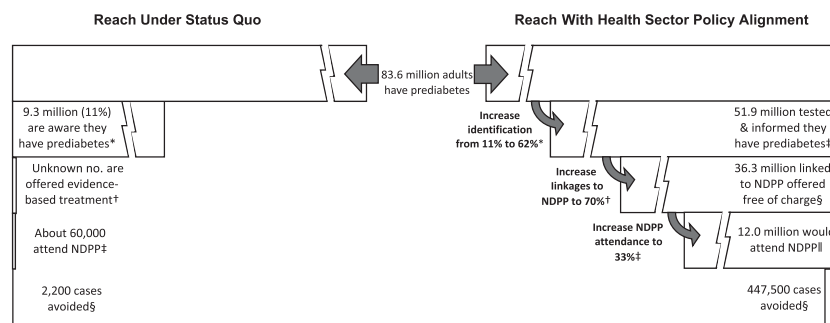 Reach Under Status Quo
Reach With Health Sector Policy Alignment
83.6 million adults
have prediabetes
9.3 million (11%)
are aware they
have prediabetes*
Unknown no. are
offered evidence-
based treatment†
About 60,000
attend NDPP‡
2,200 cases
avoided§
Increase
identification
from 11% to 62%*
51.9 million tested
& informed they
have prediabetes‡
Increase
linkages to
NDPP to 70%†
36.3 million linked
to NDPP offered
free of charge§
Increase NDPP
attendance to
33%‡
12.0 million would
attend NDPP‖
447,500 cases
avoided§